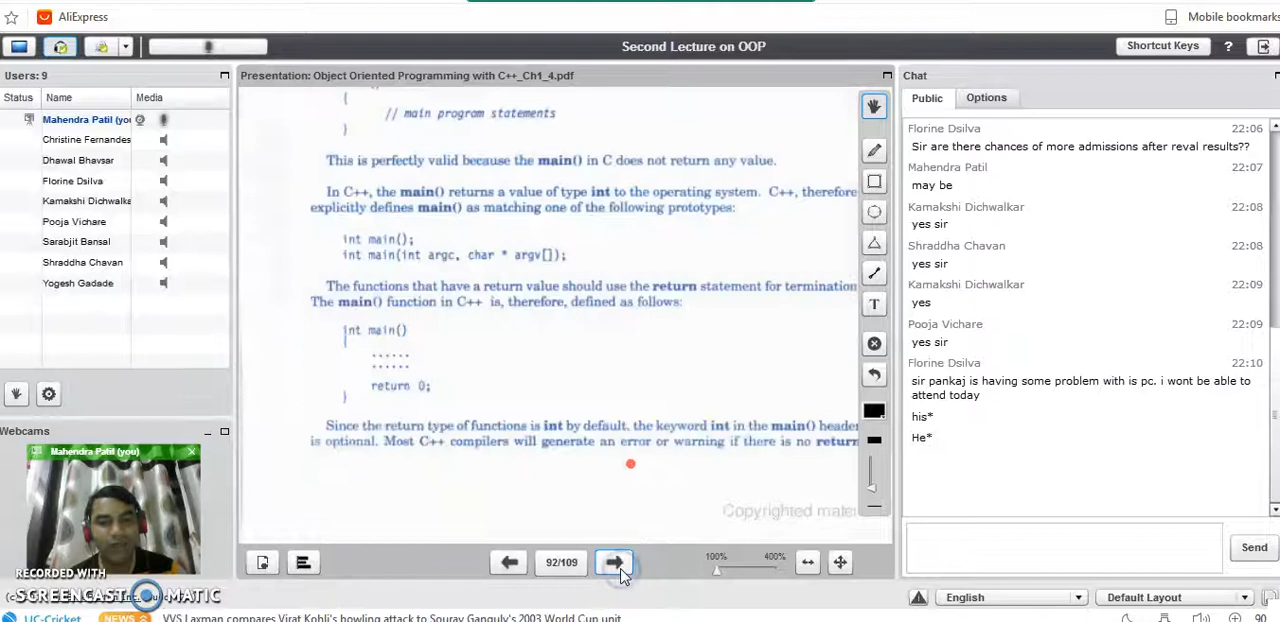 AliExpress
Mobile bookmarks
Second Lecture on OOP
Shortcut Keys
?
Users: 9
Status Name Media
Mahendra Patil (you
Christine Fernandes
Dhawal Bhavsar
Florine Dsilva
Kamakshi Dichwalka
Pooja Vichare
Sarabjit Bansal
Shraddha Chavan
Yogesh Gadade
Webcams
Mahendra Patil (you)
RECORDED WITH
SCREENCAST MATIC
Presentation: Object Oriented Programming with C++_Ch1_4.pdf
{
// main program statements
}
This is perfectly valid because the main() in C does not return any value.
In C++, the main() returns a value of type int to the operating system. C++, therefore
explicitly defines main() as matching one of the following prototypes:
int main();
int main(int argc, char * argv[]);
The functions that have a return value should use the return statement for termination
The main() function in C++ is, therefore, defined as follows:
int main()
{
......
......
return 0;
}
Since the return type of functions is int by default, the keyword int in the main() header
is optional. Most C++ compilers will generate an error or warning if there is no return
Copyrighted mater
T
92/109
100% 400%
Chat
Public Options
Florine Dsilva 22:06
Sir are there chances of more admissions after reval results??
Mahendra Patil 22:07
may be
Kamakshi Dichwalkar 22:08
yes sir
Shraddha Chavan 22:08
yes sir
Kamakshi Dichwalkar 22:09
yes
Pooja Vichare 22:09
yes sir
Florine Dsilva 22:10
sir pankaj is having some problem with is pc. i wont be able to
attend today
his*
He*
Send
English
Default Layout
UC-Cricket NEWS VVS Laxman compares Virat Kohli's howling attack to Sourav Ganguly's 2003 World Cup unit
90